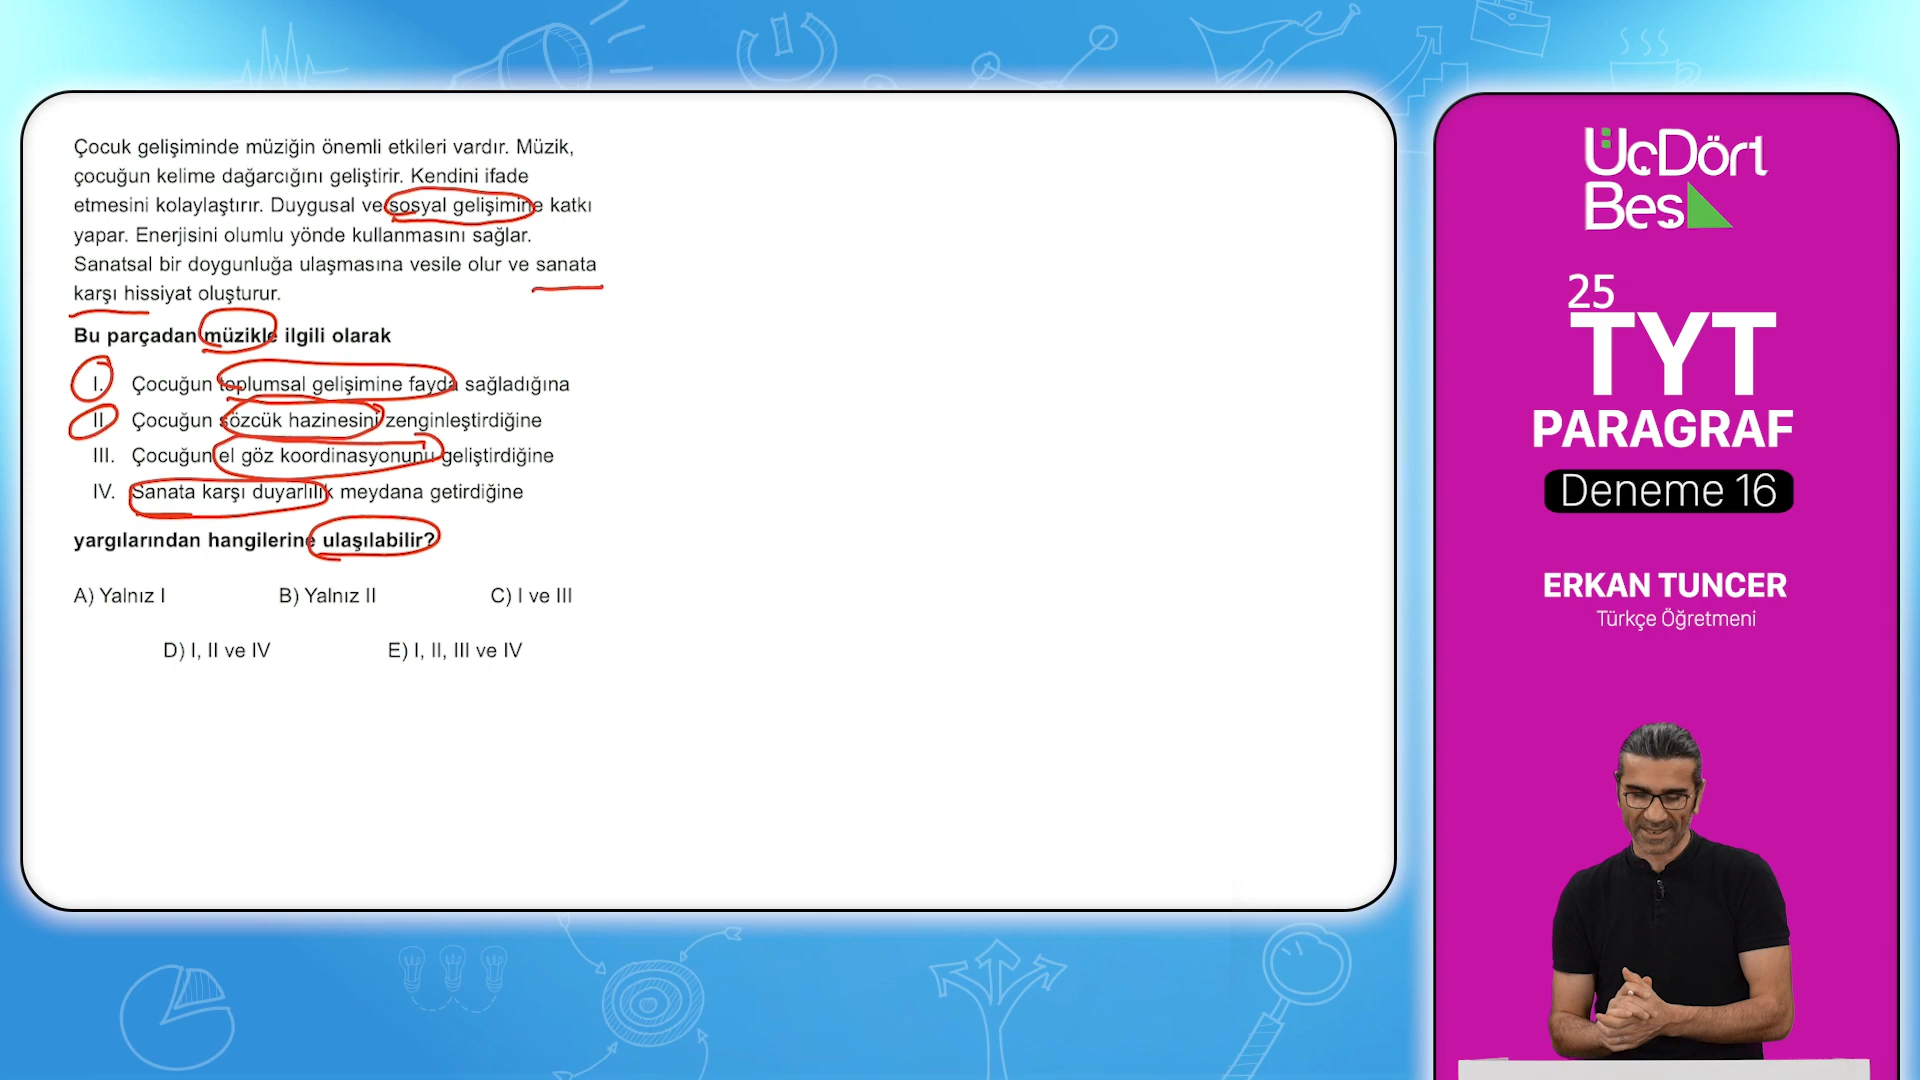 Çocuk gelişiminde müziğin önemli etkileri vardır. Müzik,
çocuğun kelime dağarcığını geliştirir. Kendini ifade
etmesini kolaylaştırır. Duygusal ve sosyal gelişimine katkı
yapar. Enerjisini olumlu yönde kullanmasını sağlar.
Sanatsal bir doygunluğa ulaşmasına vesile olur ve sanata
karşı hissiyat oluşturur.
Bu parçadan müzikle ilgili olarak
I. Çocuğun toplumsal gelişimine fayda sağladığına
II. Çocuğun sözcük hazinesini zenginleştirdiğine
III. Çocuğun el göz koordinasyonunu geliştirdiğine
IV. Sanata karşı duyarlılık meydana getirdiğine
yargılarından hangilerine ulaşılabilir?
A) Yalnız I B) Yalnız II C) I ve III
D) I, II ve IV E) I, II, III ve IV
ÜçDört
Beş
25
TYT
PARAGRAF
Deneme 16
ERKAN TUNCER
Türkçe Öğretmeni